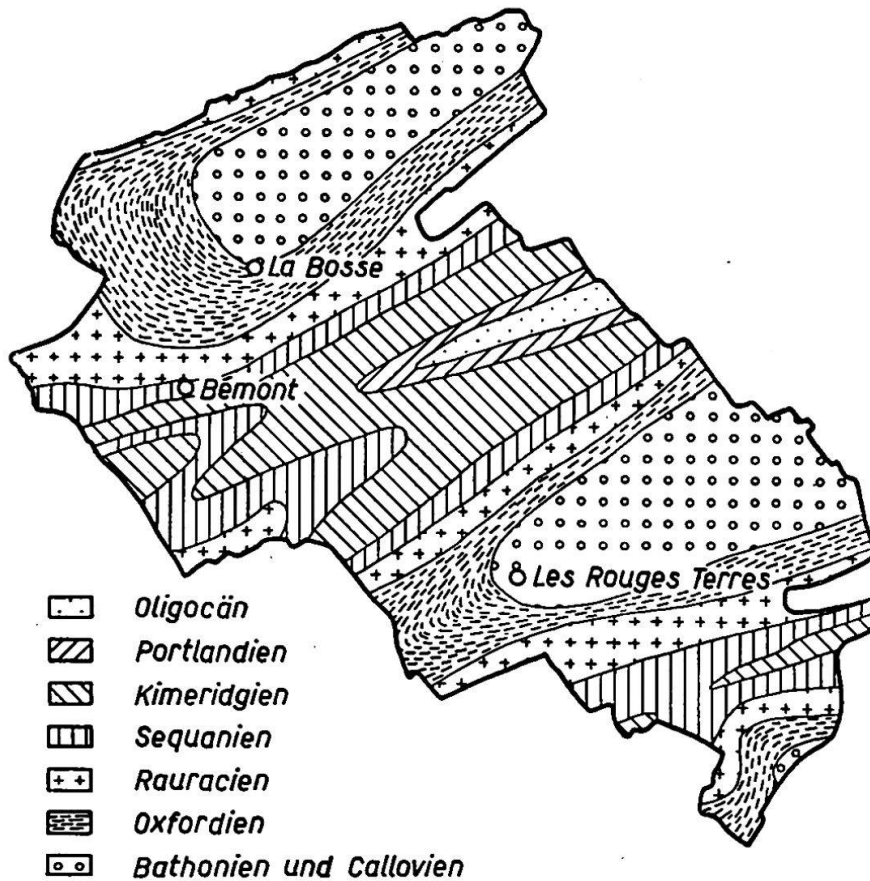 La Bosse
Bémont
Les Rouges Terres
Oligocän
Portlandien
Kimeridgien
Sequanien
Rauracien
Oxfordien
Bathonien und Callovien